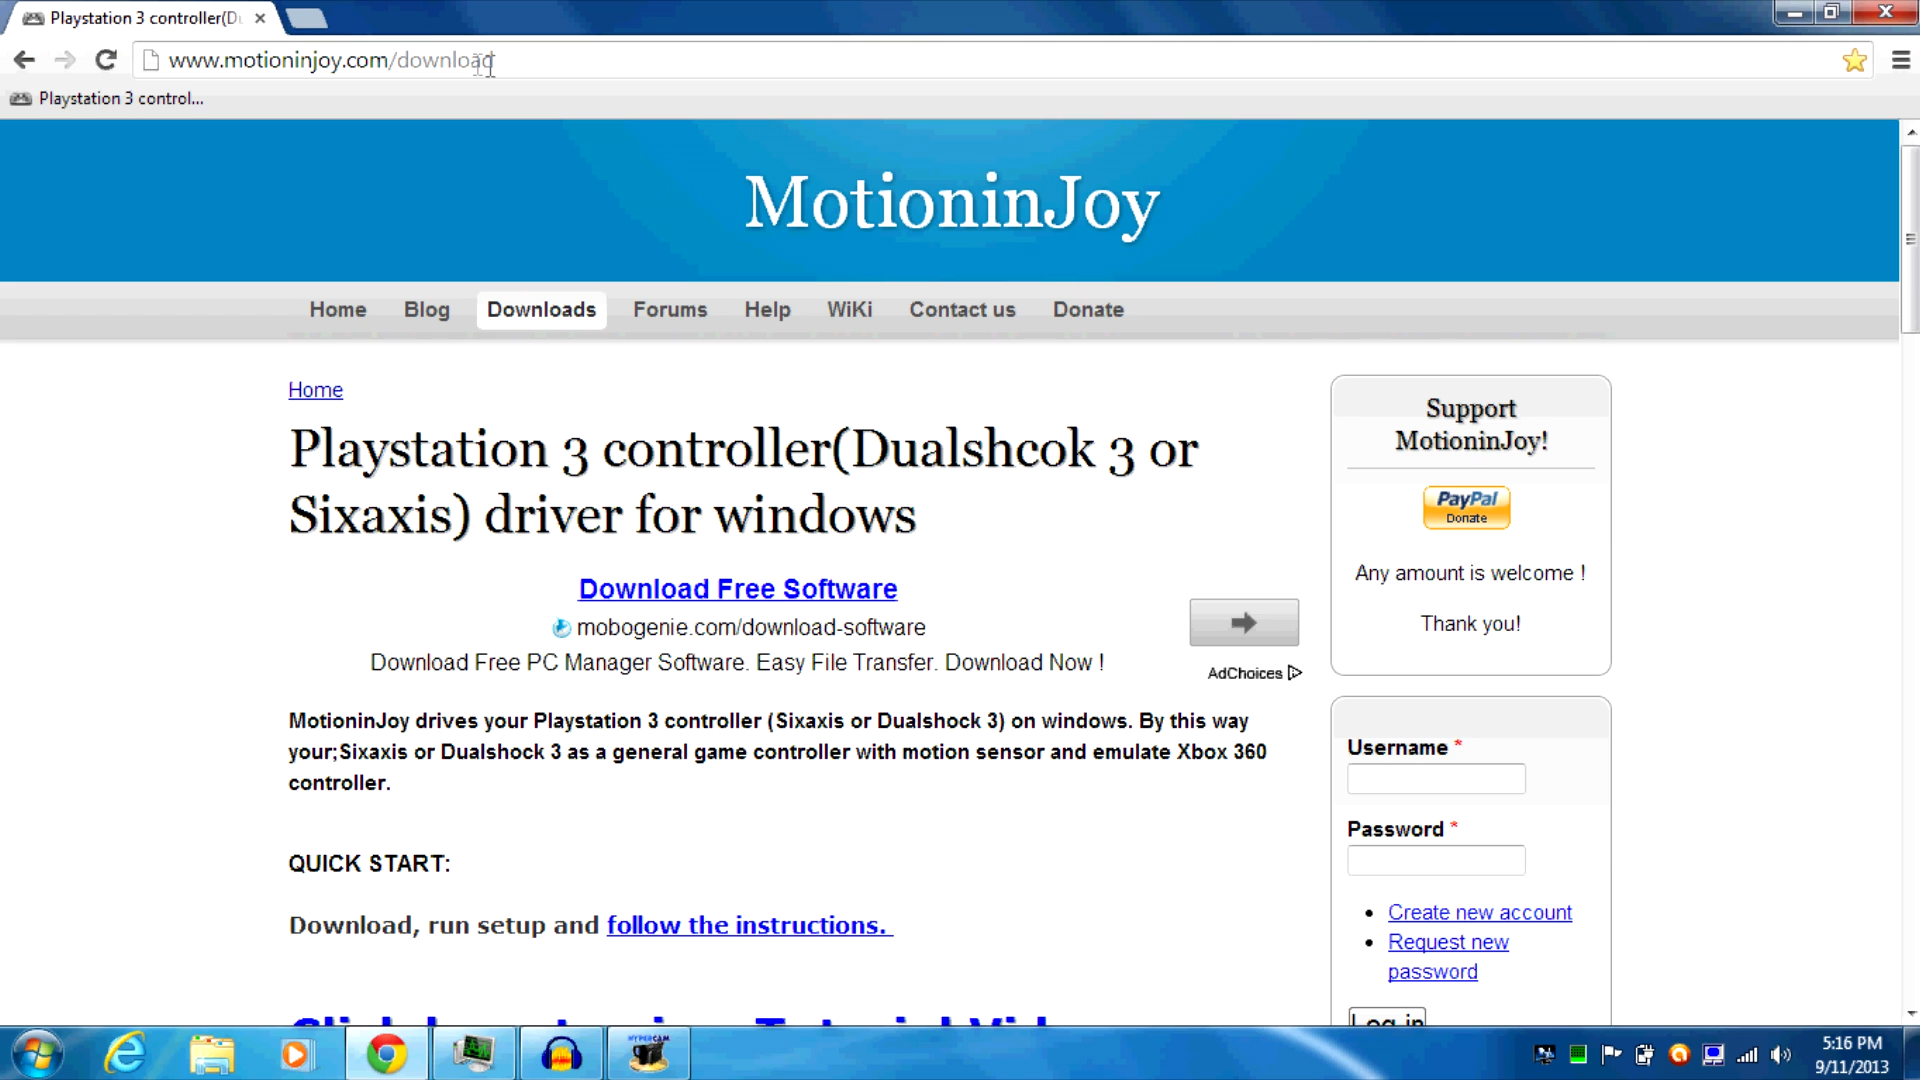 Playstation 3 controller(D
www.motioninjoy.com/download
Playstation 3 control...
MotioninJoy
Home Blog Downloads Forums Help WiKi Contact us Donate
Home
Playstation 3 controller(Dualshcok 3 or
Sixaxis) driver for windows
Download Free Software
mobogenie.com/download-software
Download Free PC Manager Software. Easy File Transfer. Download Now !
AdChoices
MotioninJoy drives your Playstation 3 controller (Sixaxis or Dualshock 3) on windows. By this way
your;Sixaxis or Dualshock 3 as a general game controller with motion sensor and emulate Xbox 360
controller.
QUICK START:
Download, run setup and follow the instructions.
Support
MotioninJoy!
PayPal
Donate
Any amount is welcome !
Thank you!
Username *
Password *
Create new account
Request new
password
Log in
HYPERCAM
5:16 PM
9/11/2013